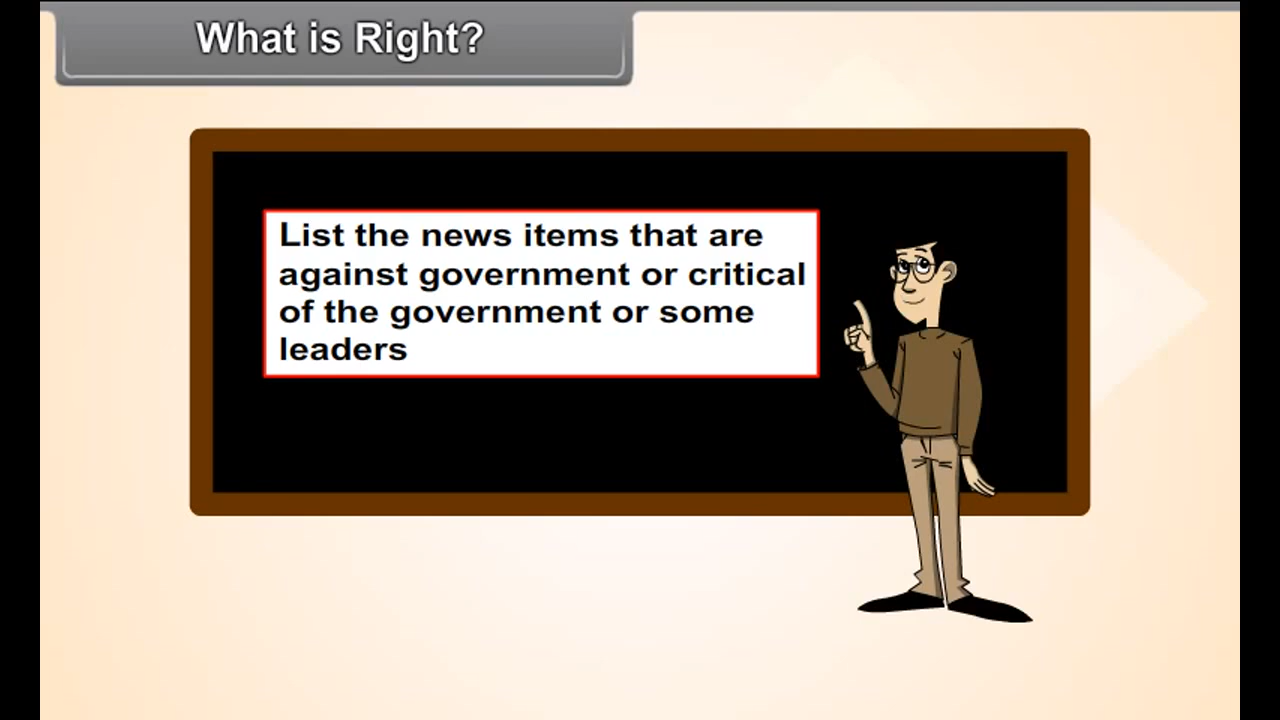 What is Right?
List the news items that are
against government or critical
of the government or some
leaders